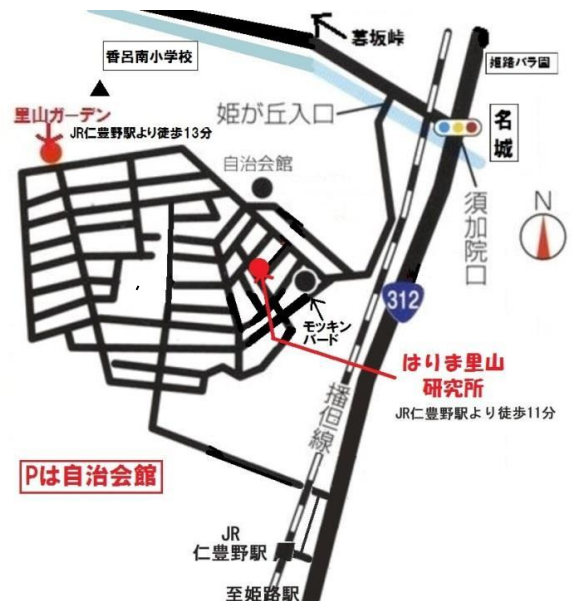 暮坂峠
香呂南小学校
姫路バラ園
里山ガーデン
JR仁豊野駅より徒歩13分
姫が丘入口
名城
自治会館
須加院口
N
312
モッキン
バード
はりま里山
研究所
JR仁豊野駅より徒歩11分
播但線
Pは自治会館
JR
仁豊野駅
至姫路駅